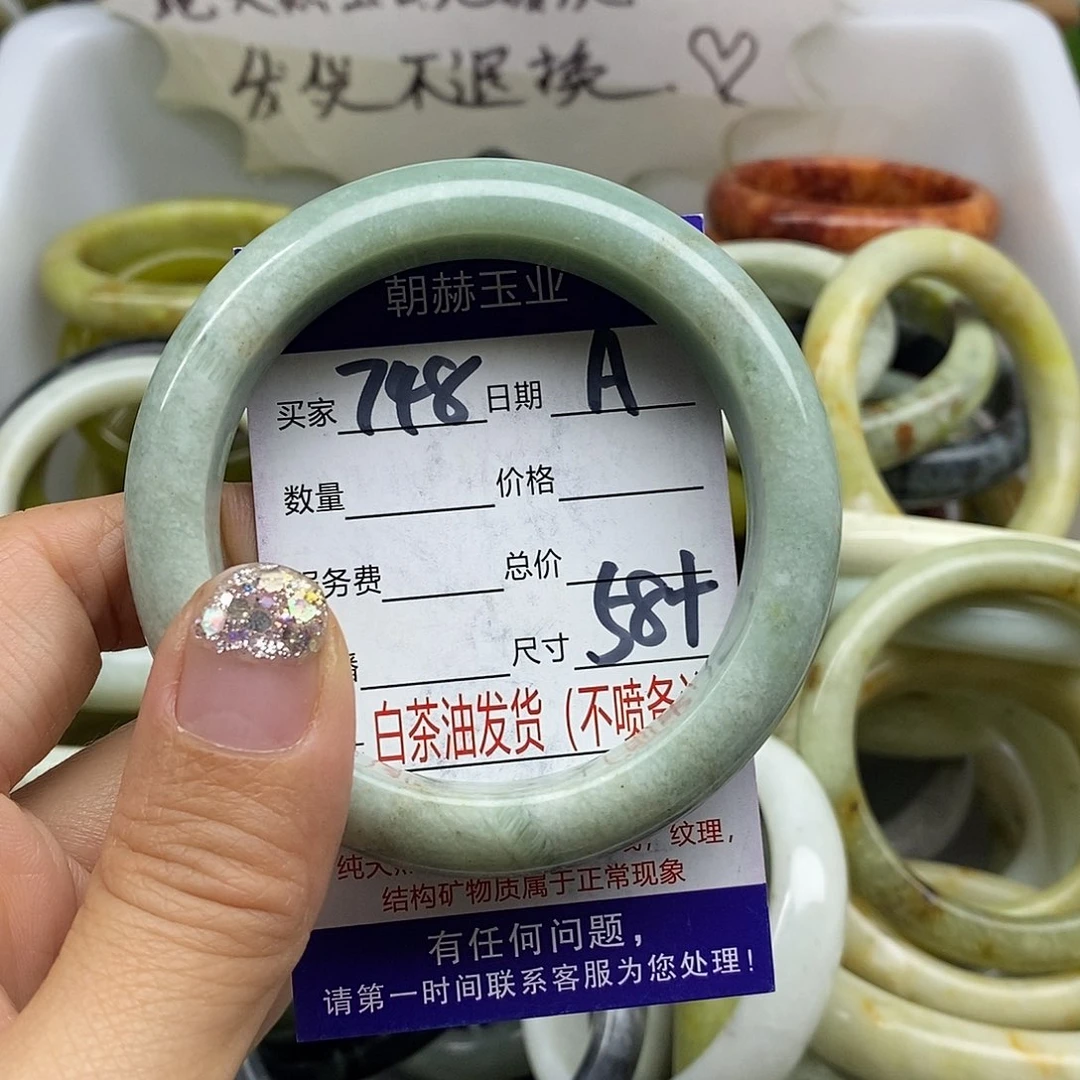 发货不退换
朝赫玉业
买家 748 日期 A
数量 价格
务费 总价
尺寸 58+
白茶油发货（不喷
纹理，
结构矿物质属于正常现象
有任何问题，
请第一时间联系客服为您处理！